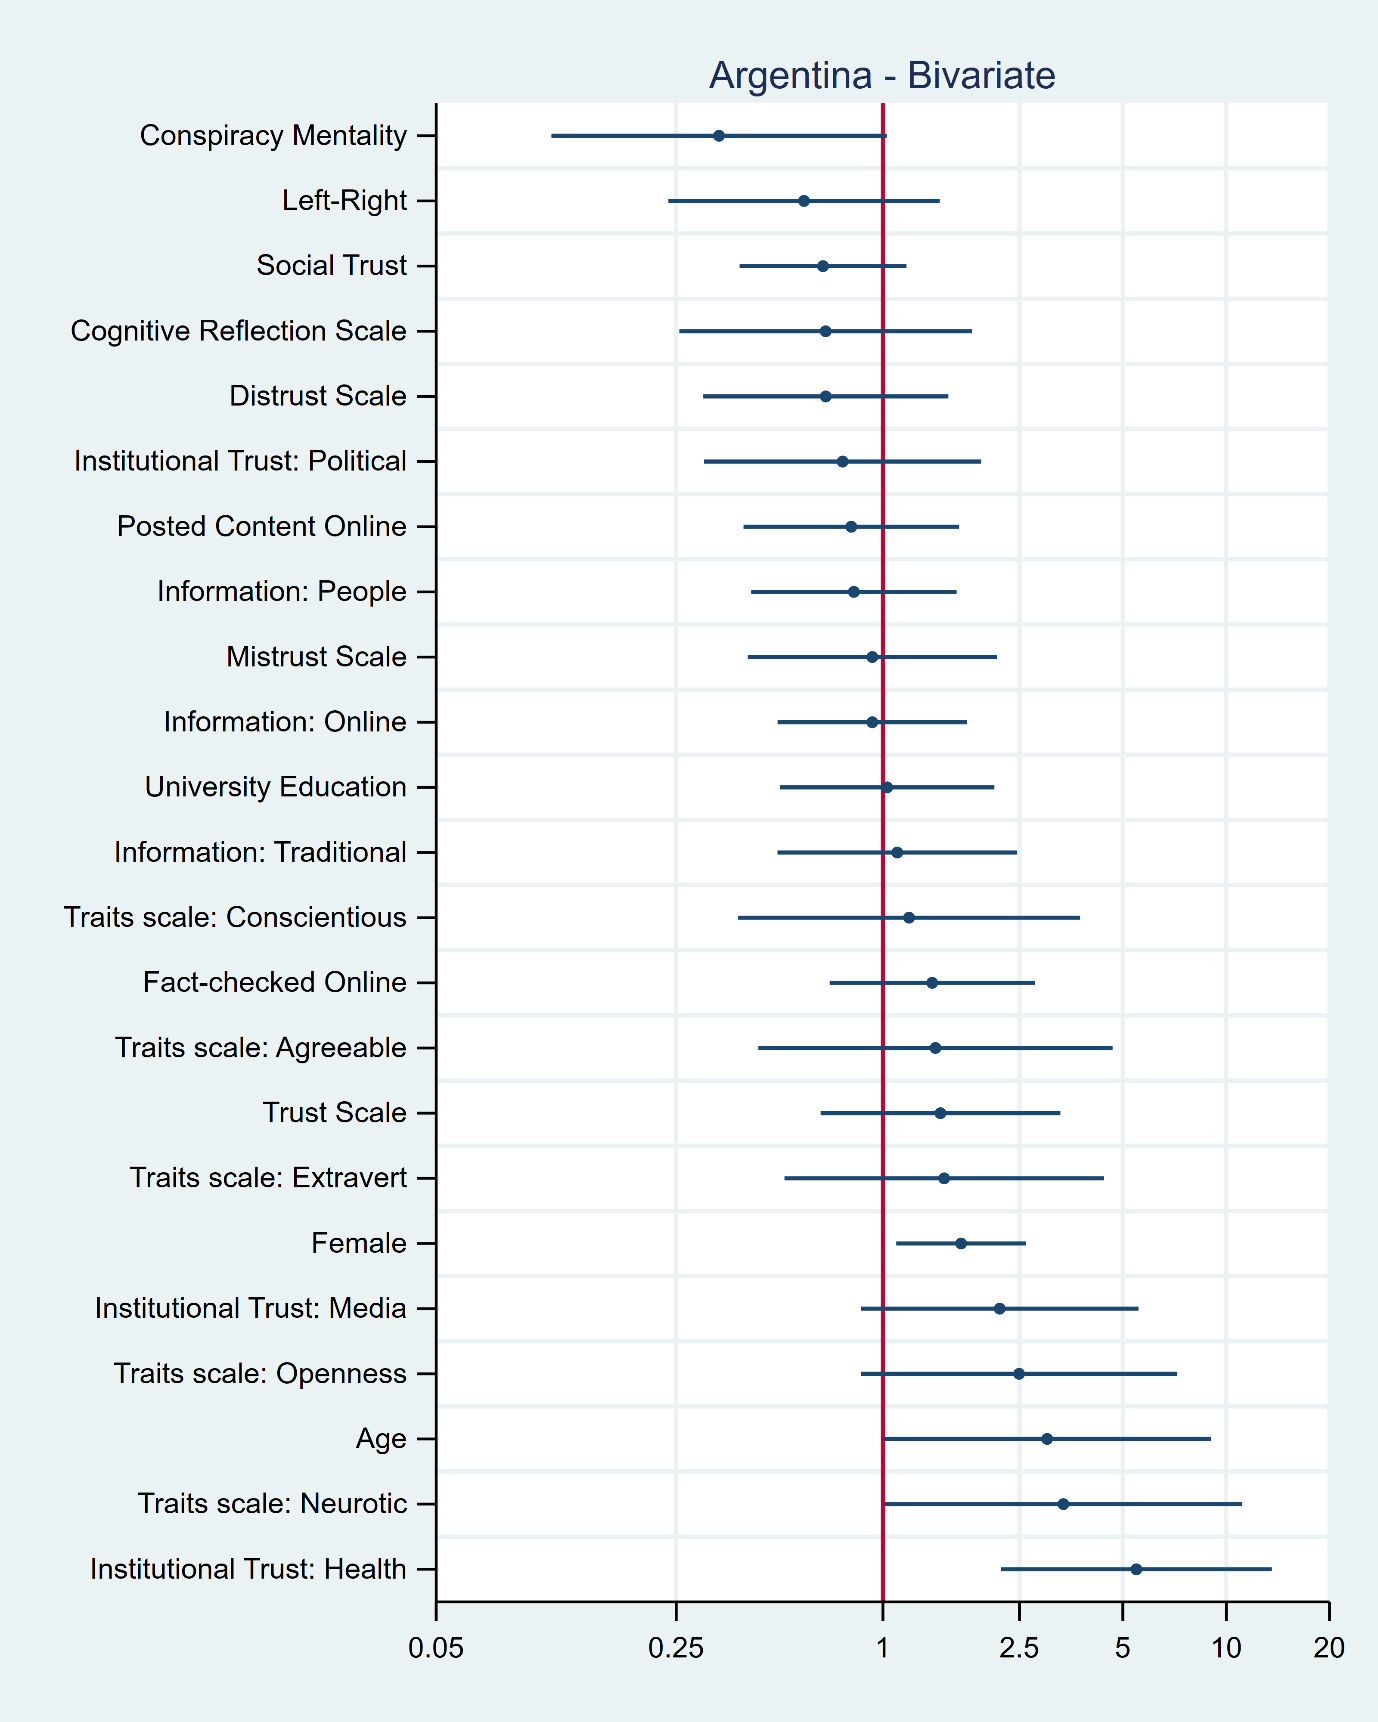 Argentina - Bivariate
Conspiracy Mentality
Left-Right
Social Trust
Cognitive Reflection Scale
Distrust Scale
Institutional Trust: Political
Posted Content Online
Information: People
Mistrust Scale
Information: Online
University Education
Information: Traditional
Traits scale: Conscientious
Fact-checked Online
Traits scale: Agreeable
Trust Scale
Traits scale: Extravert
Female
Institutional Trust: Media
Traits scale: Openness
Age
Traits scale: Neurotic
Institutional Trust: Health
0.05 0.25 1 2.5 5 10 20